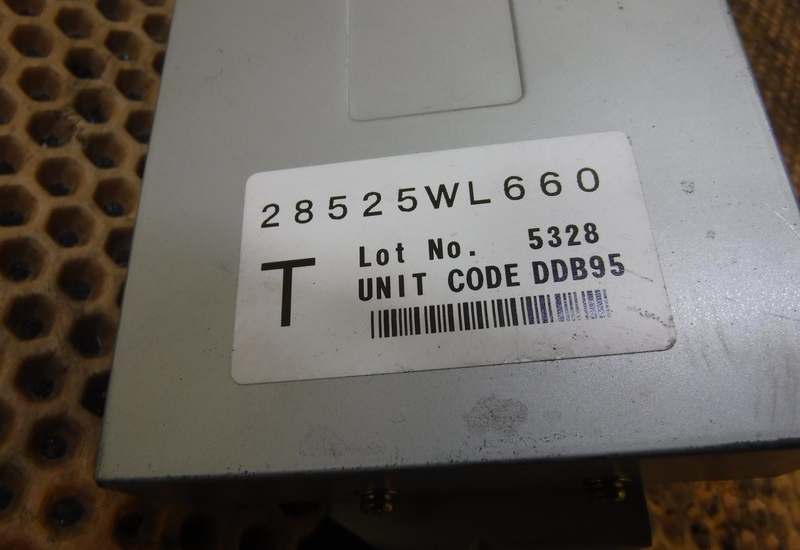 28525WL660
T
Lot No. 5328
UNIT CODE DDB95